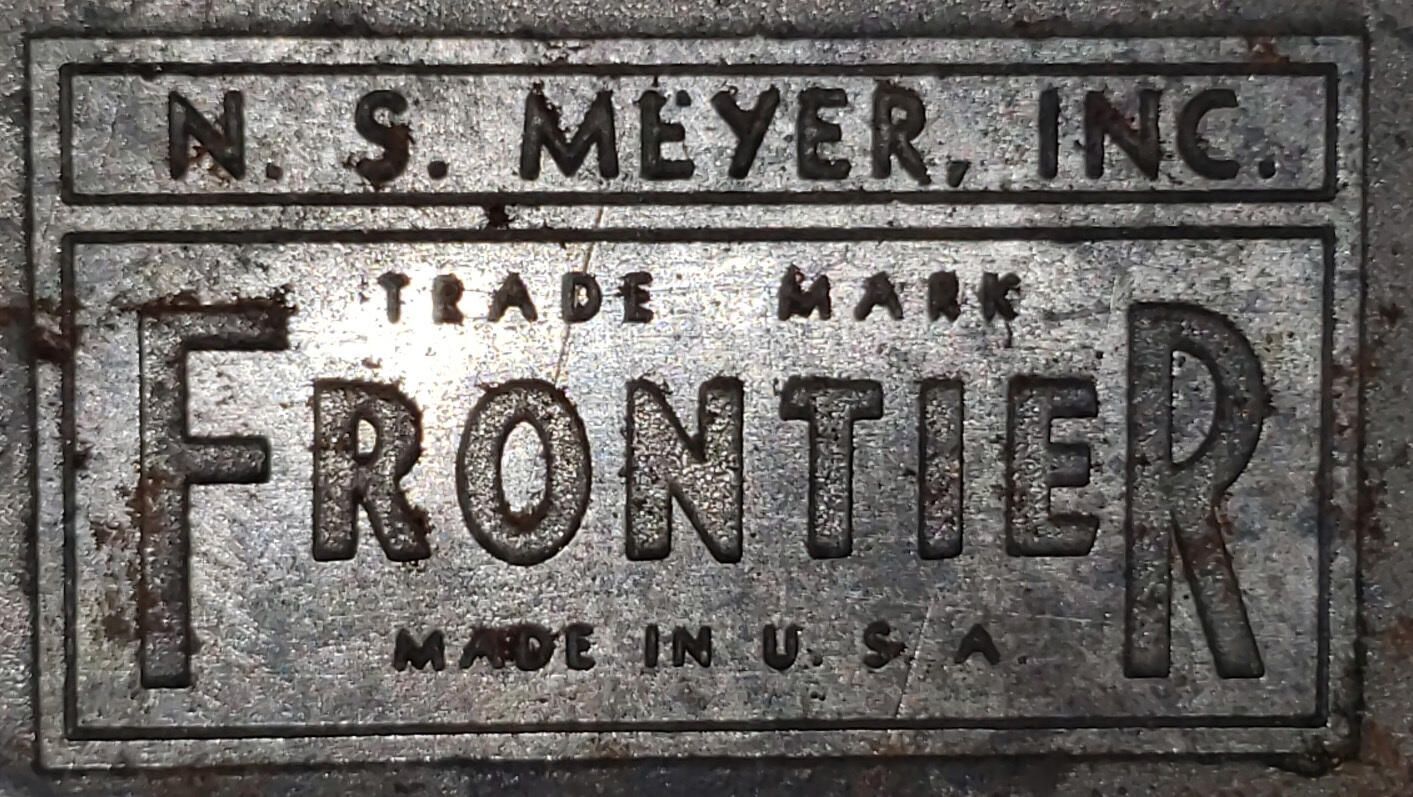 N. S. MEYER, INC.
TRADE MARK
FRONTIER
MADE IN U. S. A.